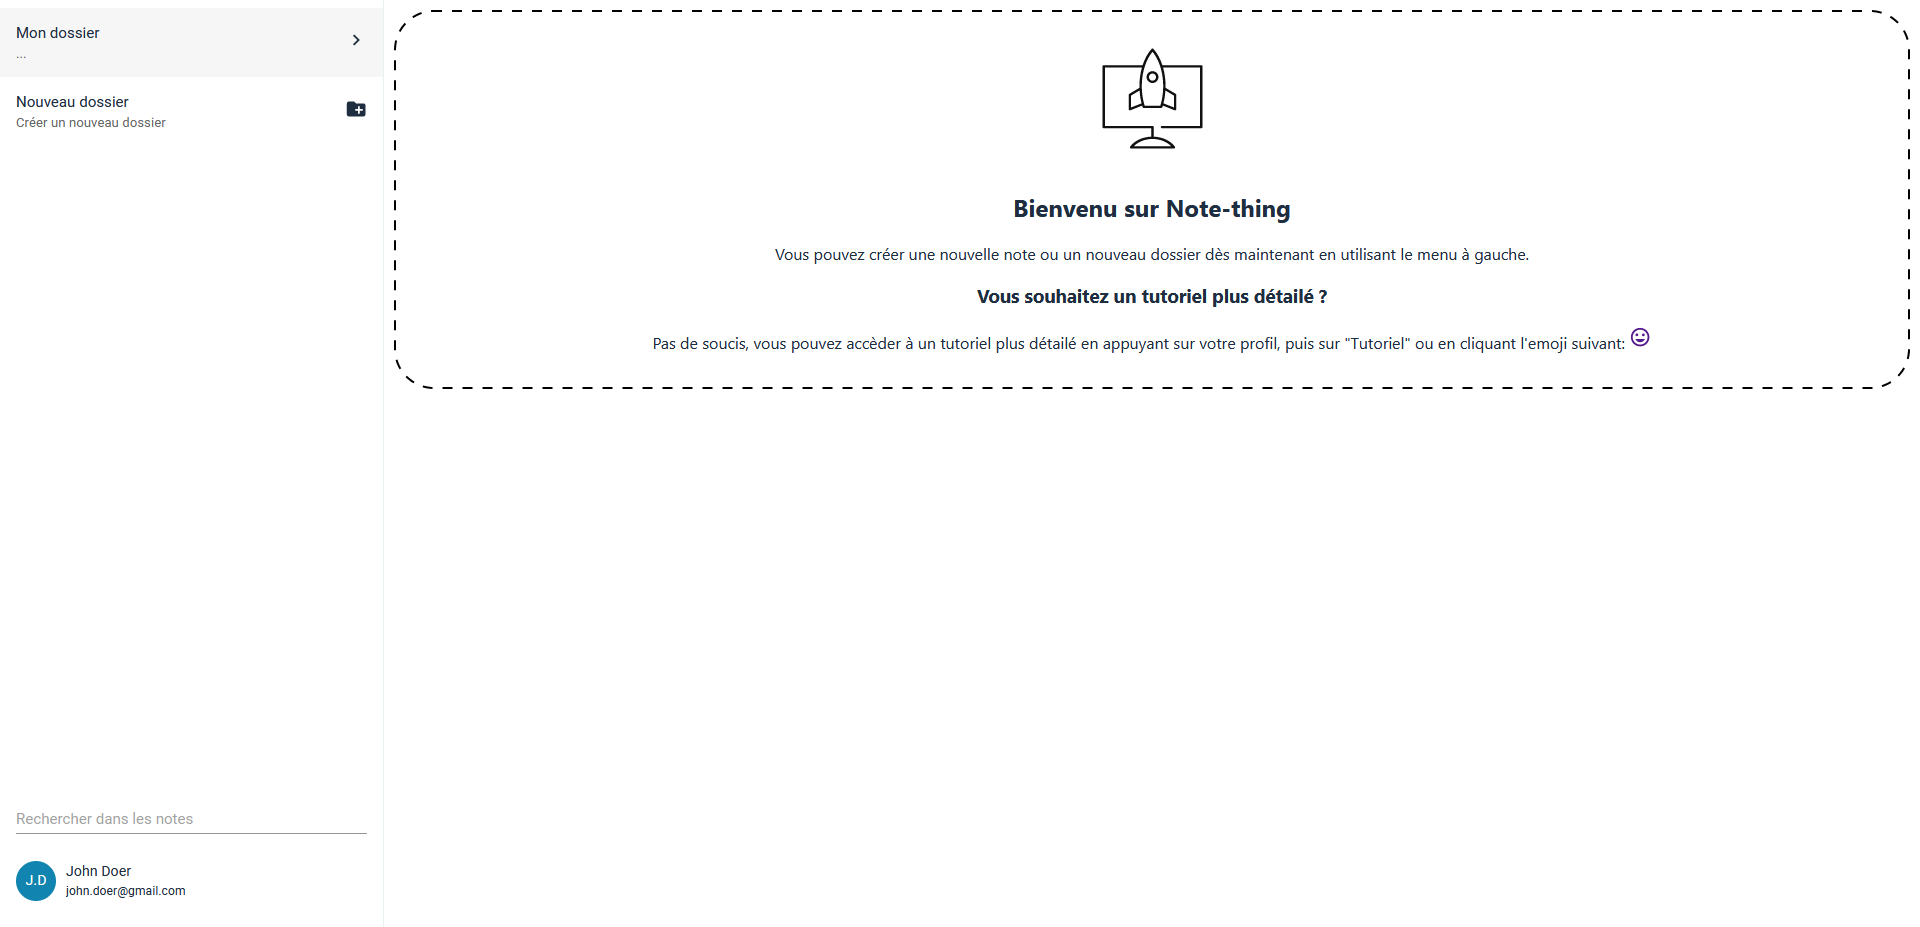 Mon dossier
...
Nouveau dossier
Créer un nouveau dossier
Bienvenu sur Note-thing
Vous pouvez créer une nouvelle note ou un nouveau dossier dès maintenant en utilisant le menu à gauche.
Vous souhaitez un tutoriel plus détailé ?
Pas de soucis, vous pouvez accèder à un tutoriel plus détailé en appuyant sur votre profil, puis sur "Tutoriel" ou en cliquant l'emoji suivant:
Rechercher dans les notes
J.D
John Doer
john.doer@gmail.com